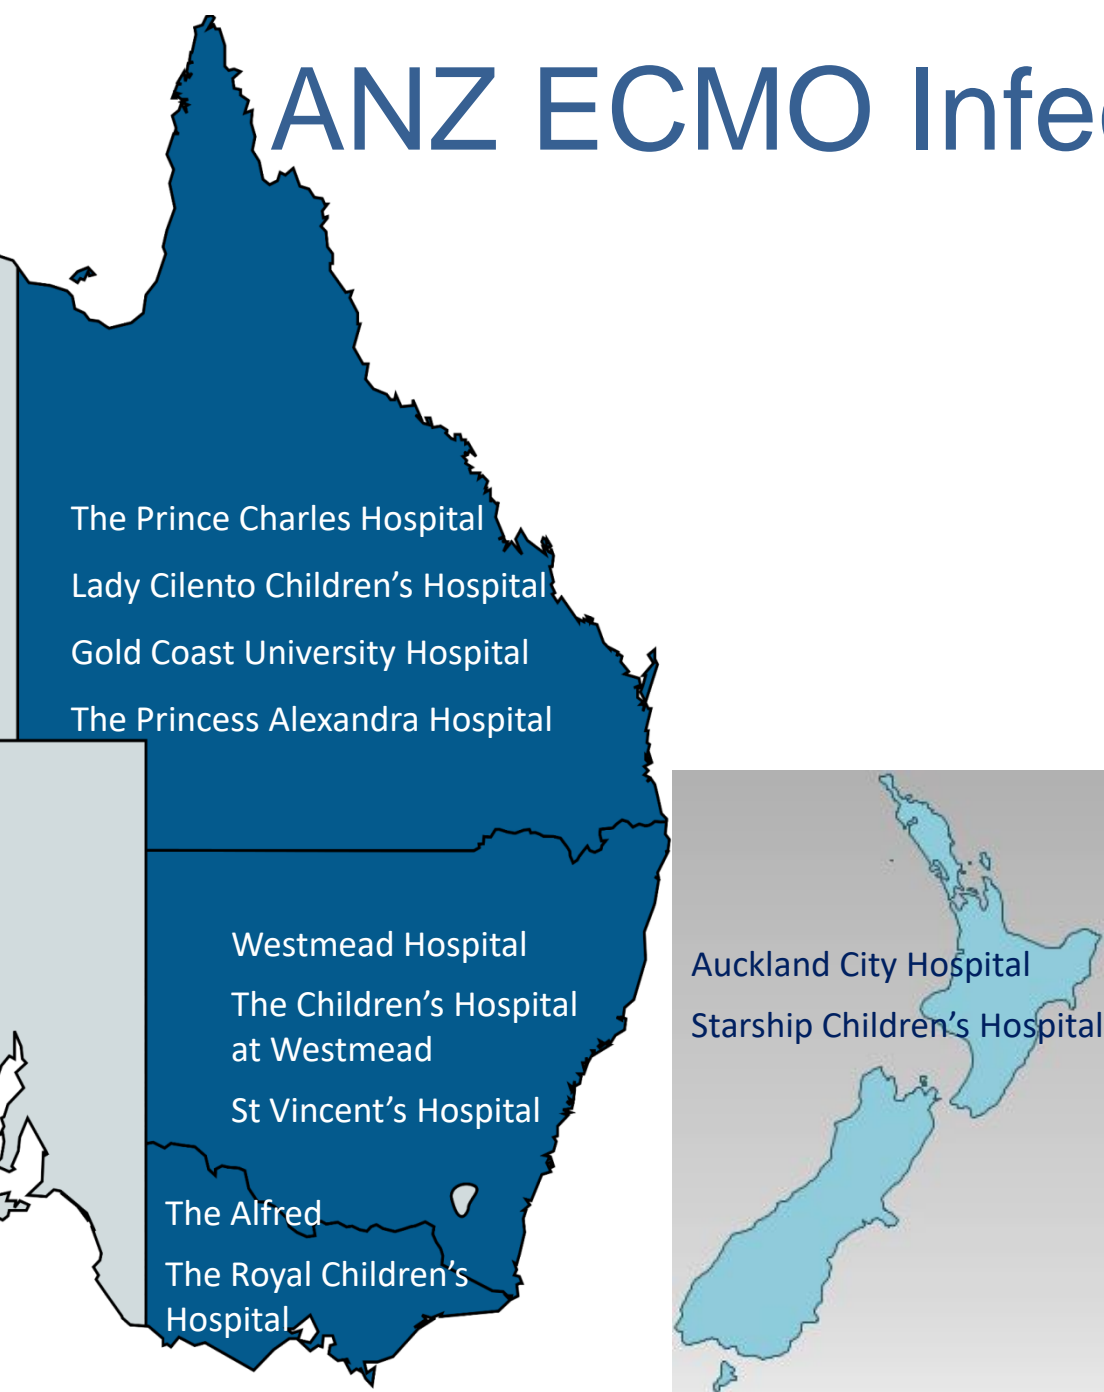 ANZ ECMO Infe
The Prince Charles Hospital
Lady Cilento Children’s Hospital
Gold Coast University Hospital
The Princess Alexandra Hospital
Westmead Hospital
The Children’s Hospital
at Westmead
St Vincent’s Hospital
The Alfred
The Royal Children’s
Hospital
Auckland City Hospital
Starship Children’s Hospital